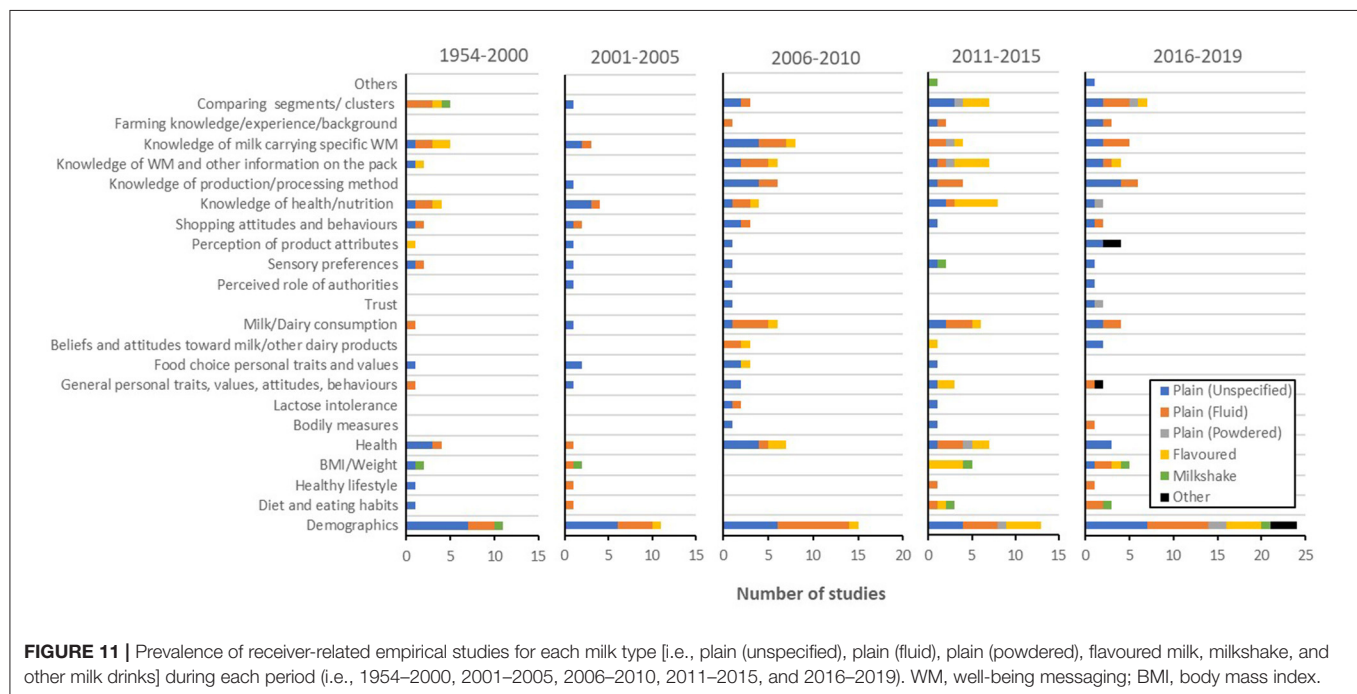 1954-2000
2001-2005
2006-2010
2011-2015
2016-2019
Others
Comparing segments/ clusters
Farming knowledge/experience/background
Knowledge of milk carrying specific WM
Knowledge of WM and other information on the pack
Knowledge of production/processing method
Knowledge of health/nutrition
Shopping attitudes and behaviours
Perception of product attributes
Sensory preferences
Perceived role of authorities
Trust
Milk/Dairy consumption
Beliefs and attitudes toward milk/other dairy products
Food choice personal traits and values
General personal traits, values, attitudes, behaviours
Lactose intolerance
Bodily measures
Health
BMI/Weight
Healthy lifestyle
Diet and eating habits
Demographics
Plain (Unspecified)
Plain (Fluid)
Plain (Powdered)
Flavoured
Milkshake
Other
0 5 10 15
0 5 10 15
0 5 10 15 20
0 5 10 15
0 5 10 15 20 25
Number of studies
FIGURE 11 | Prevalence of receiver-related empirical studies for each milk type [i.e., plain (unspecified), plain (fluid), plain (powdered), flavoured milk, milkshake, and
other milk drinks] during each period (i.e., 1954–2000, 2001–2005, 2006–2010, 2011–2015, and 2016–2019). WM, well-being messaging; BMI, body mass index.